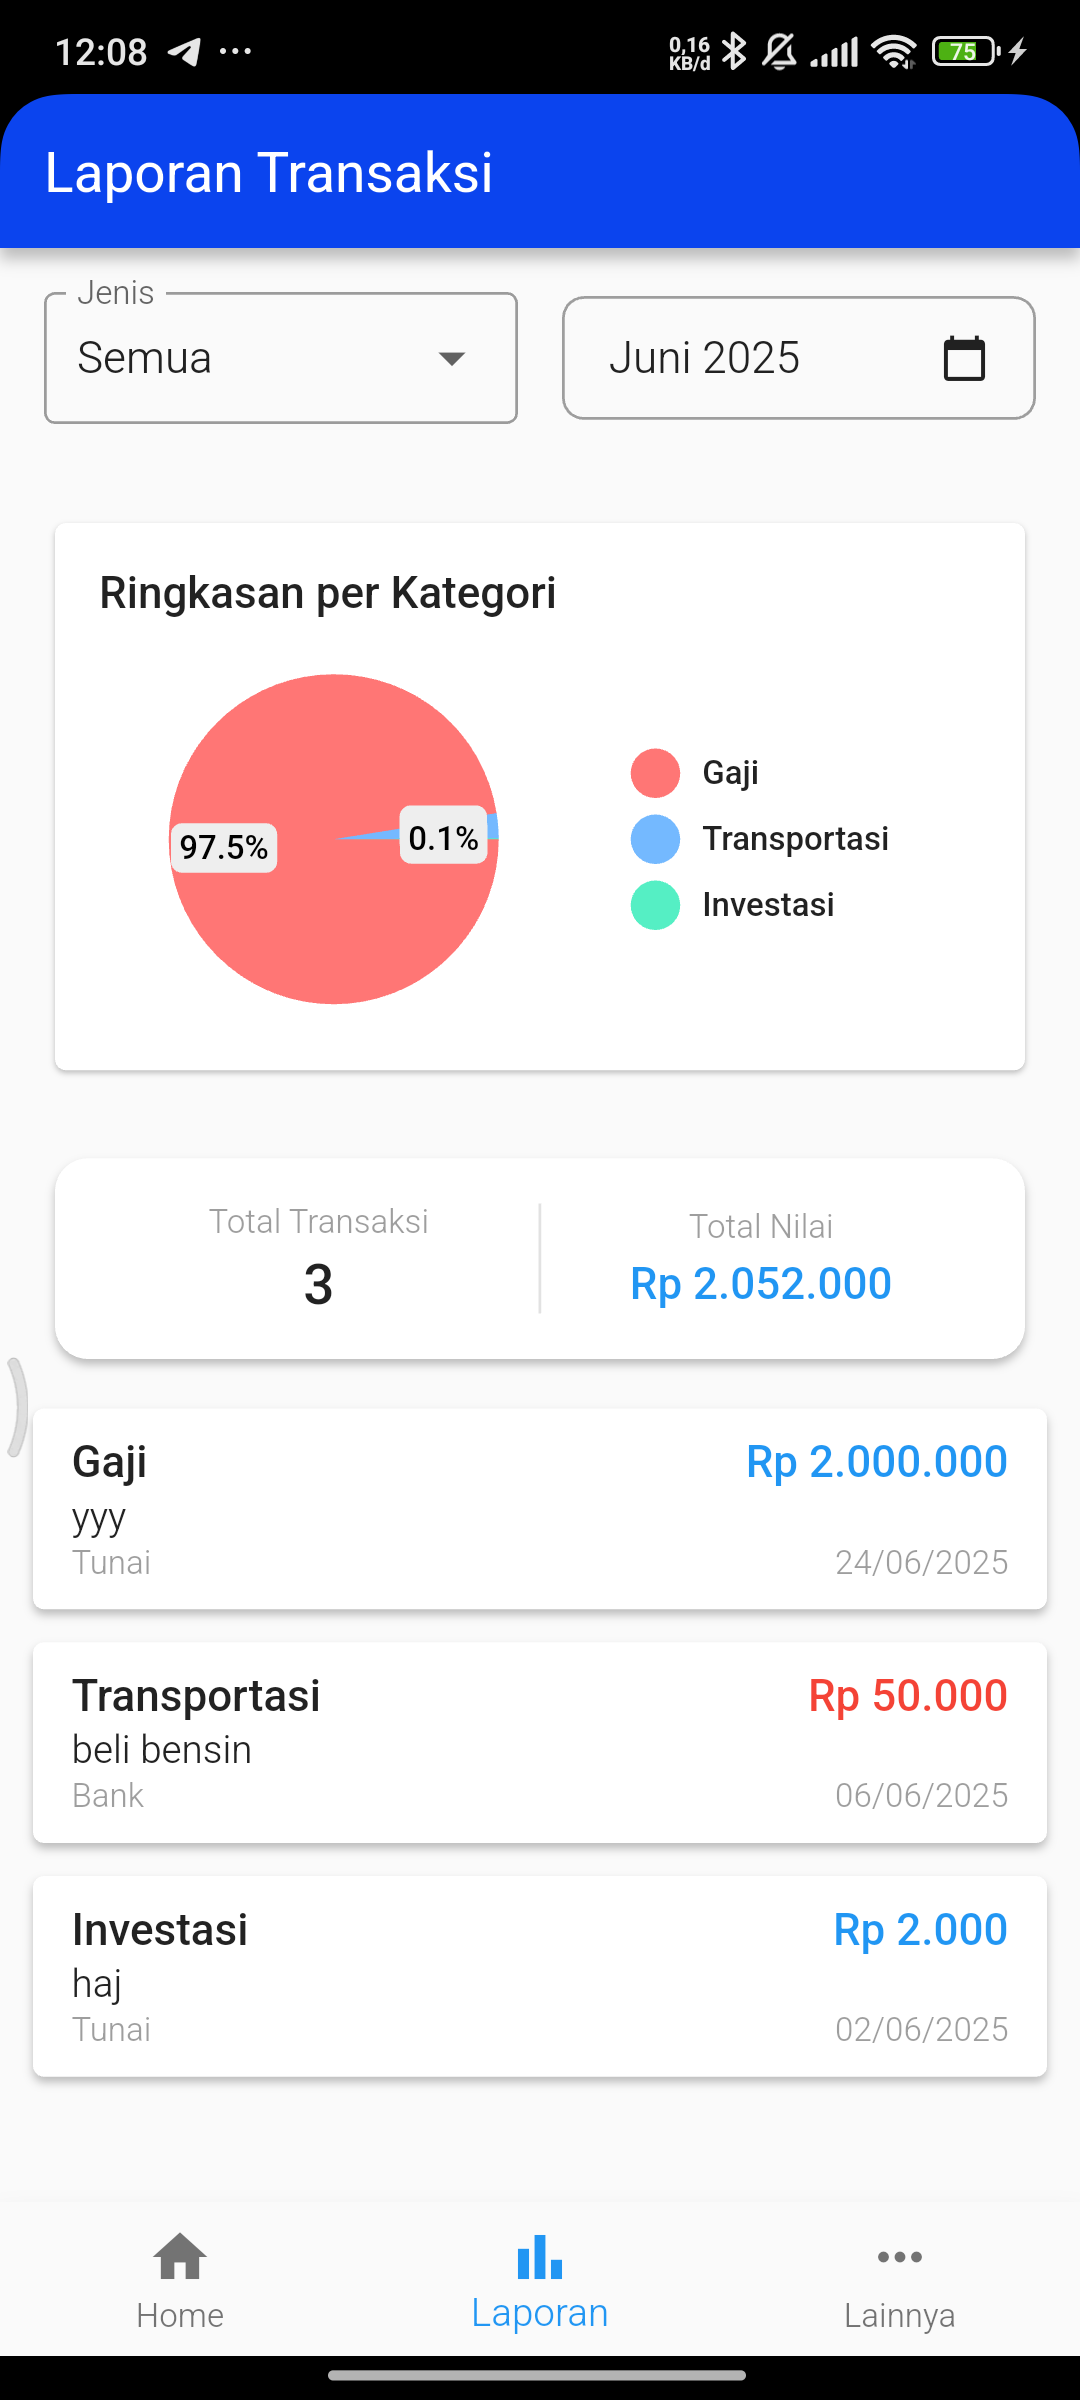 12:08
0,16
KB/d
75
Laporan Transaksi
Jenis
Semua
Juni 2025
Ringkasan per Kategori
97.5%
0.1%
Gaji
Transportasi
Investasi
Total Transaksi
3
Total Nilai
Rp 2.052.000
Gaji
Rp 2.000.000
yyy
Tunai
24/06/2025
Transportasi
Rp 50.000
beli bensin
Bank
06/06/2025
Investasi
Rp 2.000
haj
Tunai
02/06/2025
Home
Laporan
Lainnya